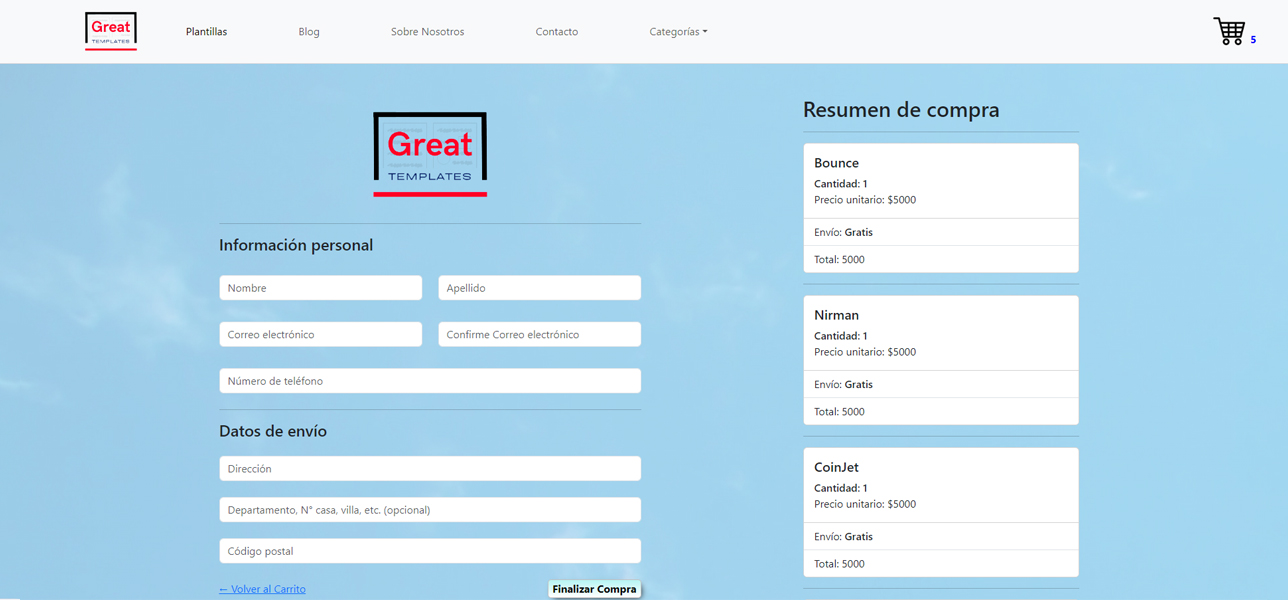 Great
TEMPLATES
Plantillas
Blog
Sobre Nosotros
Contacto
Categorías
5
Great
TEMPLATES
Información personal
Nombre
Apellido
Correo electrónico
Confirme Correo electrónico
Número de teléfono
Datos de envío
Dirección
Departamento, N° casa, villa, etc. (opcional)
Código postal
← Volver al Carrito
Finalizar Compra
Resumen de compra
Bounce
Cantidad: 1
Precio unitario: $5000
Envío: Gratis
Total: 5000
Nirman
Cantidad: 1
Precio unitario: $5000
Envío: Gratis
Total: 5000
CoinJet
Cantidad: 1
Precio unitario: $5000
Envío: Gratis
Total: 5000